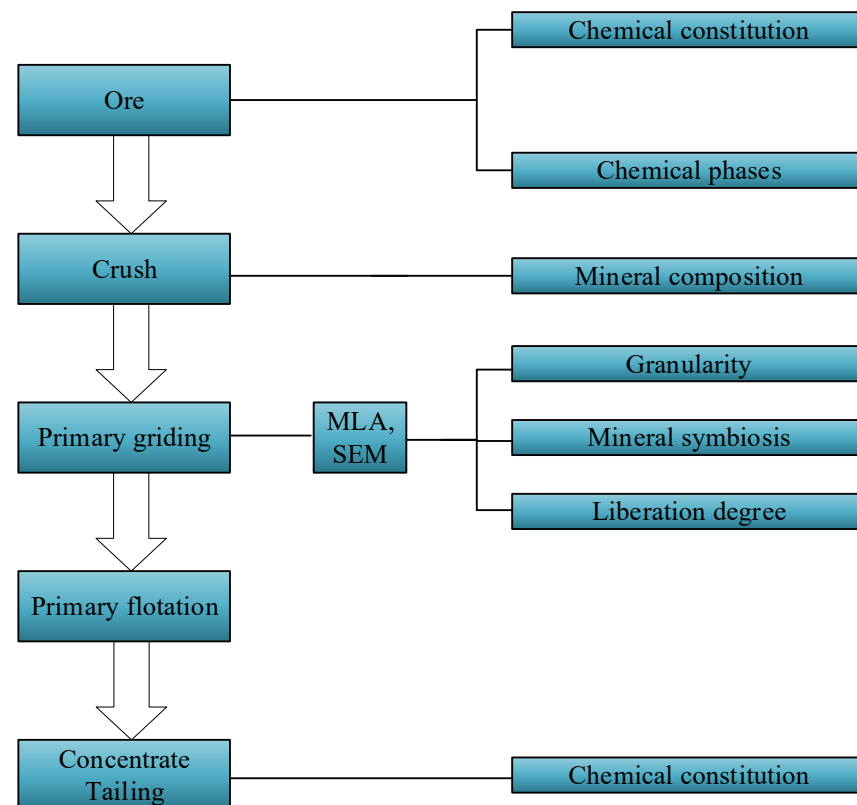 Chemical constitution
Ore
Chemical phases
Crush
Mineral composition
Granularity
Primary griding
MLA,
SEM
Mineral symbiosis
Liberation degree
Primary flotation
Concentrate
Tailing
Chemical constitution